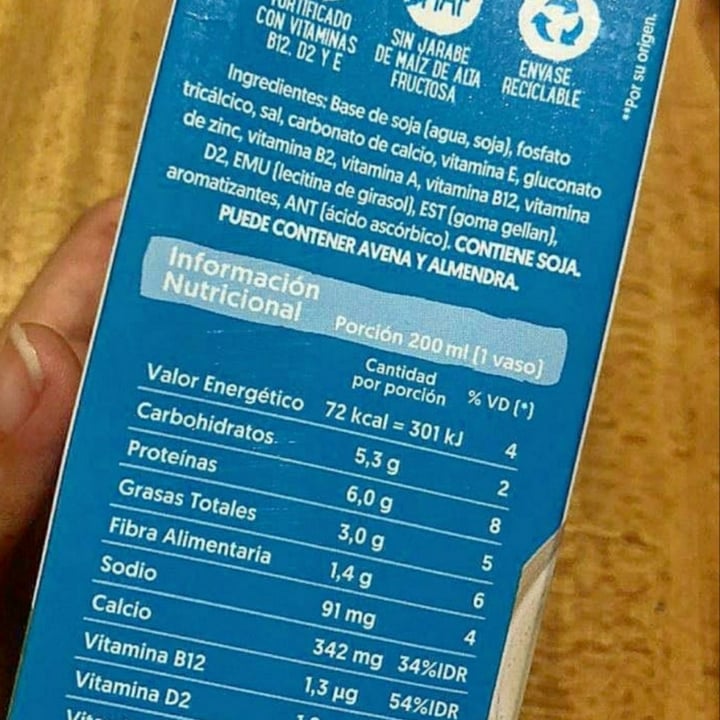 FORTIFICADO
CON VITAMINAS
B12, D2 Y E
SIN JARABE
DE MAÍZ DE ALTA
FRUCTOSA
ENVASE
RECICLABLE
**Por su origen.
Ingredientes: Base de soja (agua, soja), fosfato
tricálcico, sal, carbonato de calcio, vitamina E, gluconato
de zinc, vitamina B2, vitamina A, vitamina B12, vitamina
D2, EMU (lecitina de girasol), EST (goma gellan),
aromatizantes, ANT (ácido ascórbico). CONTIENE SOJA.
PUEDE CONTENER AVENA Y ALMENDRA.
Información
Nutricional
Porción 200 ml (1 vaso)
Cantidad
por porción
% VD (*)
Valor Energético 72 kcal = 301 kJ 4
Carbohidratos 5,3 g 2
Proteínas 6,0 g 8
Grasas Totales 3,0 g 5
Fibra Alimentaria 1,4 g 6
Sodio 91 mg 4
Calcio 342 mg 34%IDR
Vitamina B12 1,3 µg 54%IDR
Vitamina D2